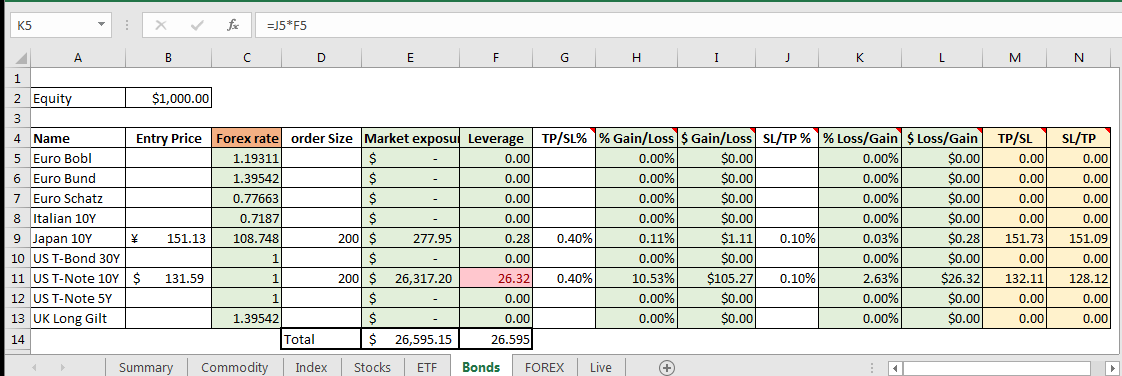 K5 fx =J5*F5
A B C D E F G H I J K L M N
1
2 Equity $1,000.00
3
4 Name Entry Price Forex rate order Size Market exposu Leverage TP/SL% % Gain/Loss $ Gain/Loss SL/TP % % Loss/Gain $ Loss/Gain TP/SL SL/TP
5 Euro Bobl 1.19311 $ - 0.00 0.00% $0.00 0.00% $0.00 0.00 0.00
6 Euro Bund 1.39542 $ - 0.00 0.00% $0.00 0.00% $0.00 0.00 0.00
7 Euro Schatz 0.77663 $ - 0.00 0.00% $0.00 0.00% $0.00 0.00 0.00
8 Italian 10Y 0.7187 $ - 0.00 0.00% $0.00 0.00% $0.00 0.00 0.00
9 Japan 10Y ¥ 151.13 108.748 200 $ 277.95 0.28 0.40% 0.11% $1.11 0.10% 0.03% $0.28 151.73 151.09
10 US T-Bond 30Y 1 $ - 0.00 0.00% $0.00 0.00% $0.00 0.00 0.00
11 US T-Note 10Y $ 131.59 1 200 $ 26,317.20 26.32 0.40% 10.53% $105.27 0.10% 2.63% $26.32 132.11 128.12
12 US T-Note 5Y 1 $ - 0.00 0.00% $0.00 0.00% $0.00 0.00 0.00
13 UK Long Gilt 1.39542 $ - 0.00 0.00% $0.00 0.00% $0.00 0.00 0.00
14 Total $ 26,595.15 26.595
Summary Commodity Index Stocks ETF Bonds FOREX Live